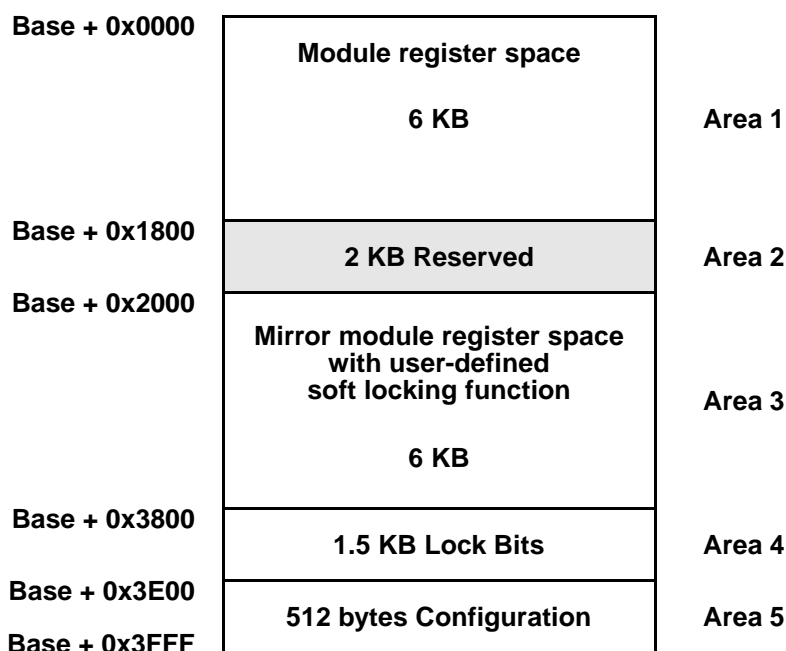 Base + 0x0000
Module register space
6 KB
Area 1
Base + 0x1800
2 KB Reserved
Area 2
Base + 0x2000
Mirror module register space
with user-defined
soft locking function
Area 3
6 KB
Base + 0x3800
1.5 KB Lock Bits
Area 4
Base + 0x3E00
512 bytes Configuration
Area 5
Base + 0x3FFF